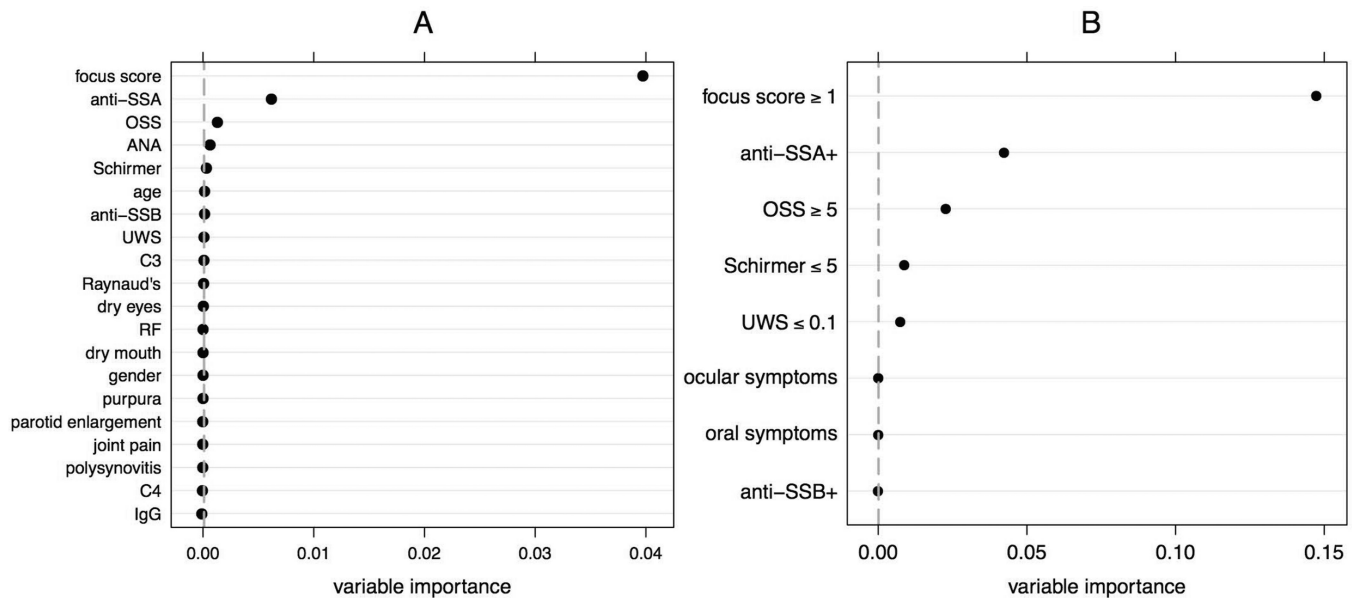 A
focus score
anti−SSA
OSS
ANA
Schirmer
age
anti−SSB
UWS
C3
Raynaud's
dry eyes
RF
dry mouth
gender
purpura
parotid enlargement
joint pain
polysynovitis
C4
IgG
0.00 0.01 0.02 0.03 0.04
variable importance
B
focus score ≥ 1
anti−SSA+
OSS ≥ 5
Schirmer ≤ 5
UWS ≤ 0.1
ocular symptoms
oral symptoms
anti−SSB+
0.00 0.05 0.10 0.15
variable importance